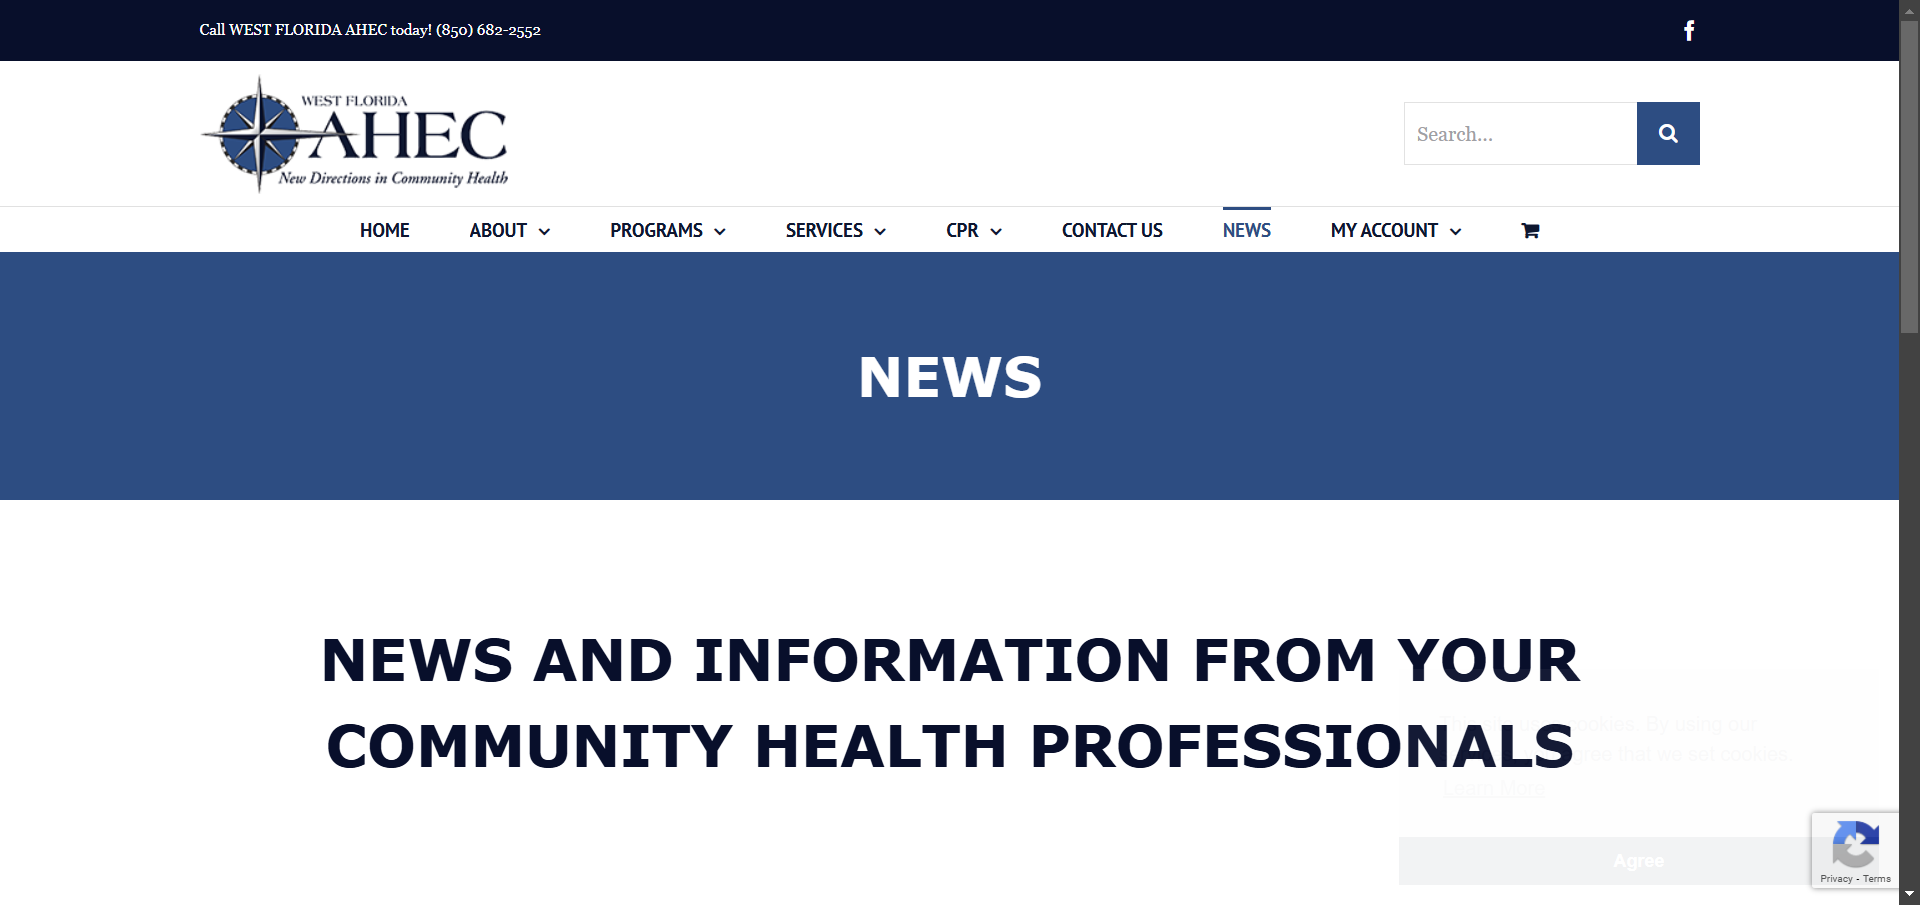 Call WEST FLORIDA AHEC today! (850) 682-2552
WEST FLORIDA
AHEC
New Directions in Community Health
Search...
HOME
ABOUT
PROGRAMS
SERVICES
CPR
CONTACT US
NEWS
MY ACCOUNT
NEWS
NEWS AND INFORMATION FROM YOUR
COMMUNITY HEALTH PROFESSIONALS
cookies. By using our
that we set cookies.
Learn More
Agree
Privacy - Terms